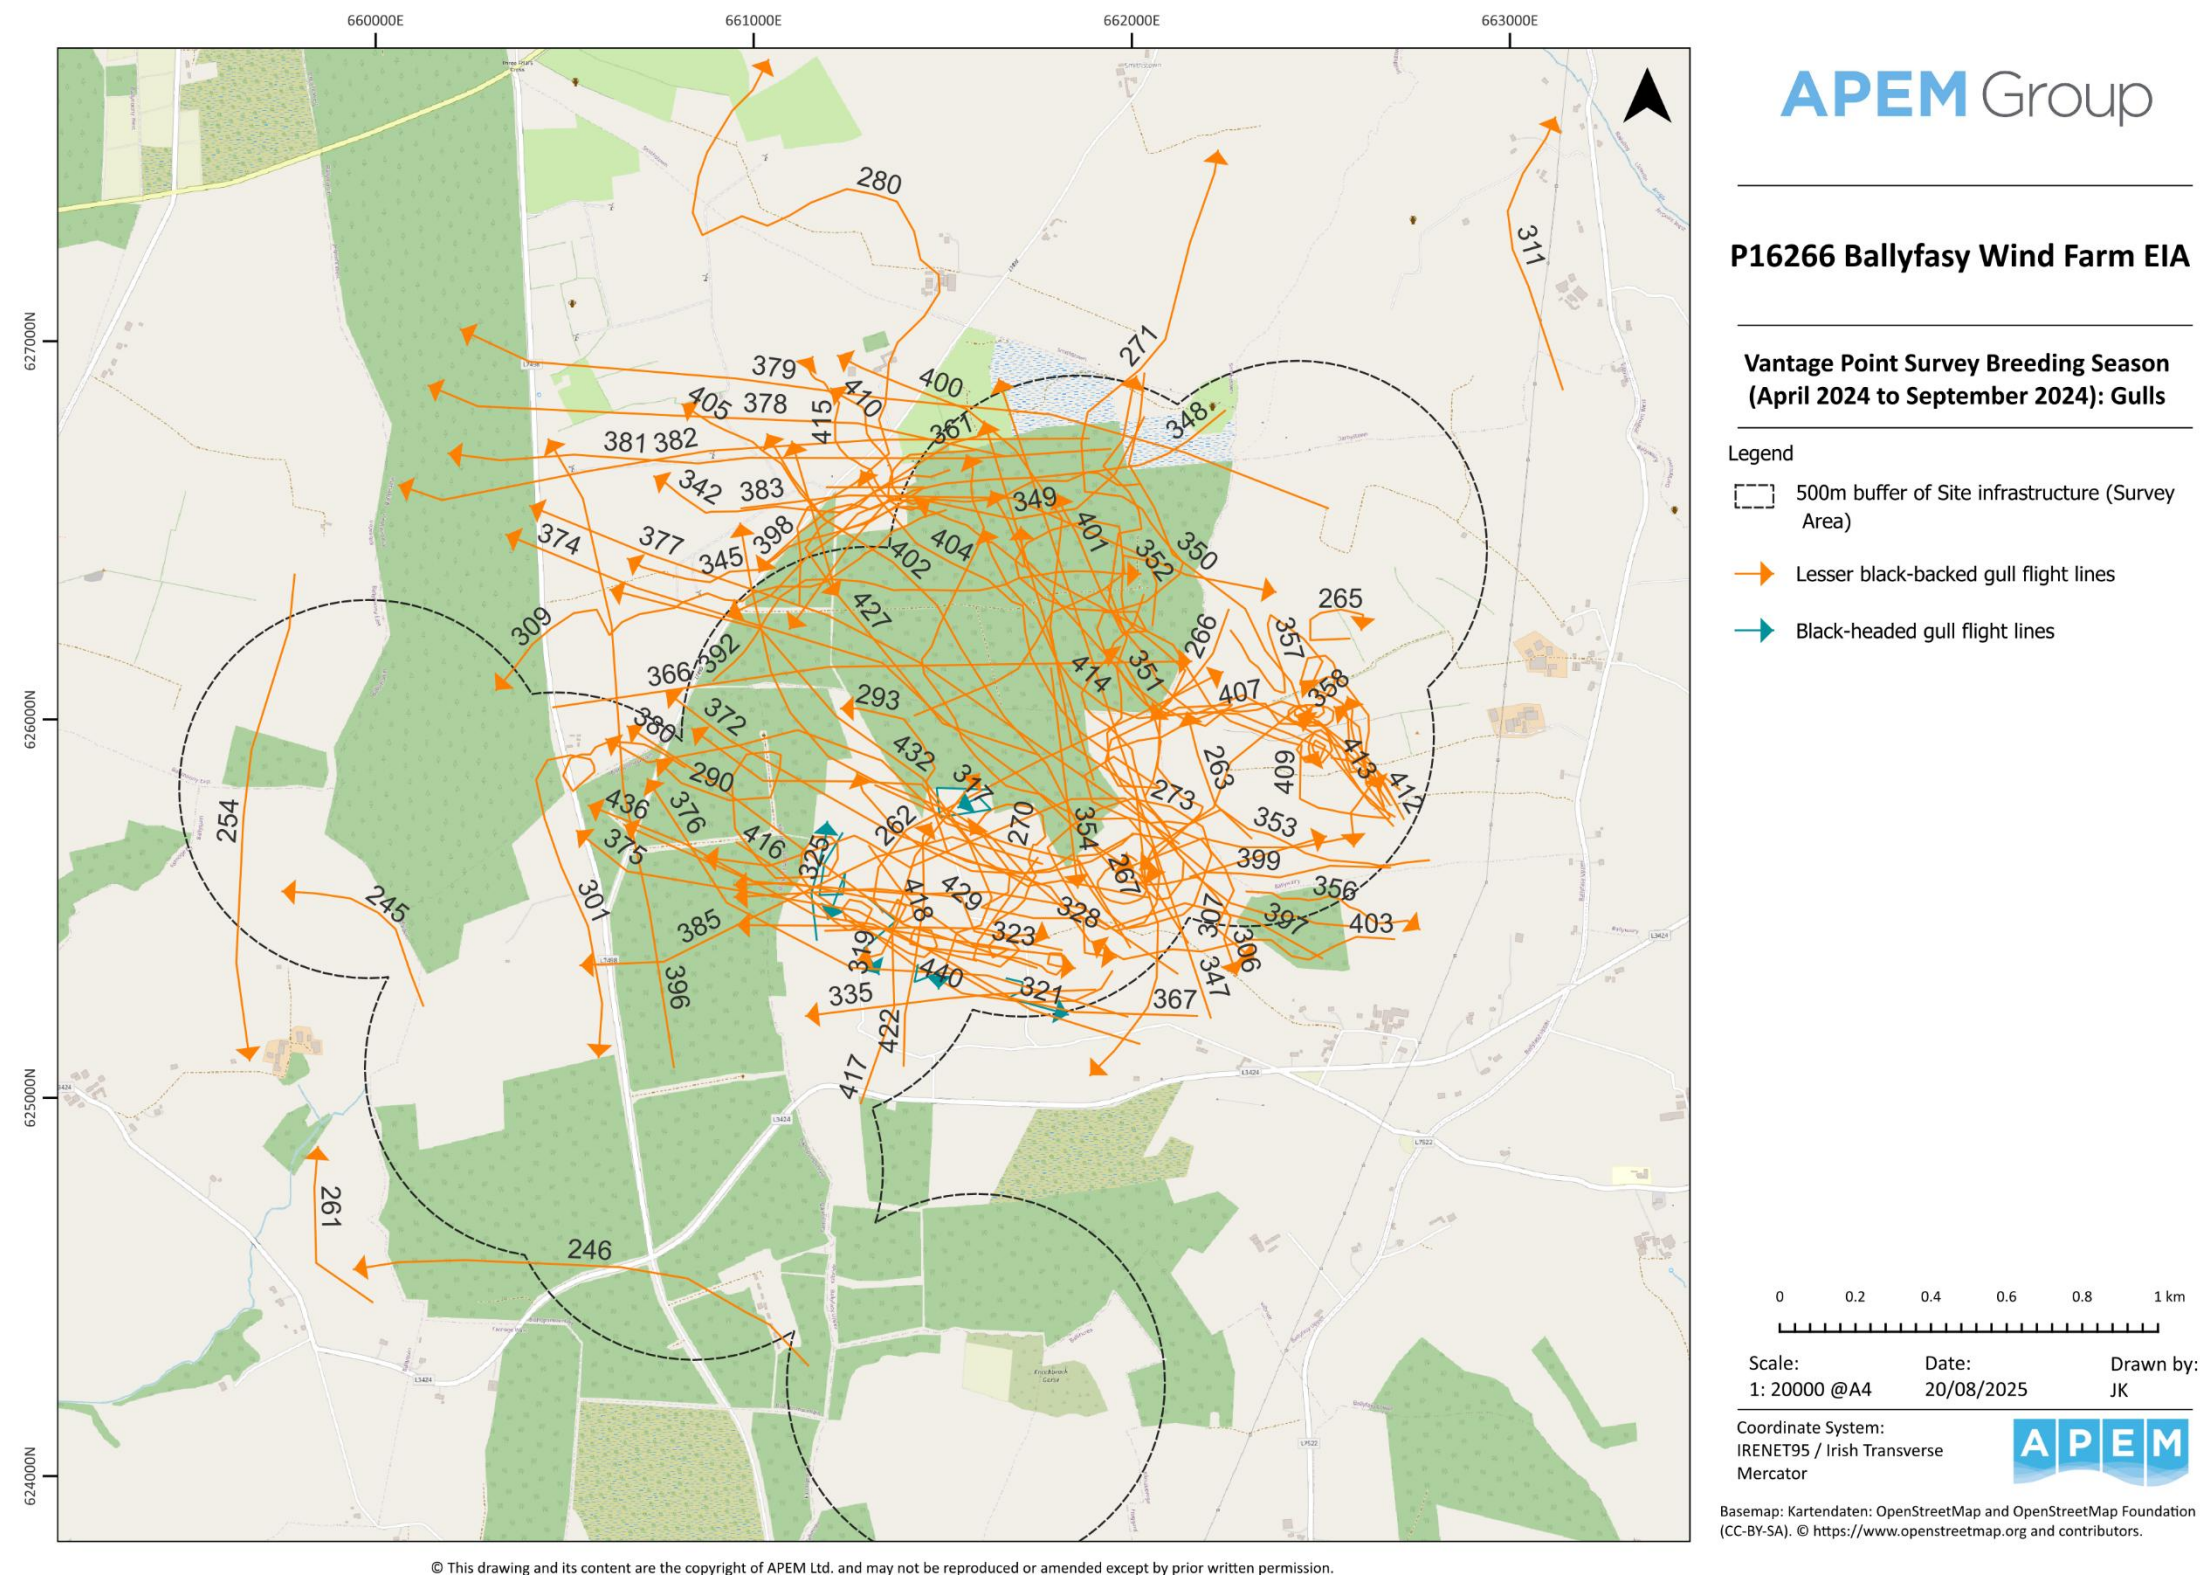 660000E 661000E 662000E 663000E
627000N
626000N
625000N
624000N
280
311
271
379
400
410
405
378
415
361
348
381 382
342
383
349
398
401
374
377
345
402
404
352
350
309
427
265
266
357
366
392
414
351
358
293
407
380
372
432
263
409
413
412
290
317
273
436
376
262
270
354
353
254
375
416
325
267
399
245
301
418
429
356
385
328
307
397
403
323
319
306
396
440
347
335
321
367
422
417
261
246
L7498
L7498
L3424
L3424
L3424
L3424
L7522
L7522
APEM Group
P16266 Ballyfasy Wind Farm EIA
Vantage Point Survey Breeding Season
(April 2024 to September 2024): Gulls
Legend
500m buffer of Site infrastructure (Survey
Area)
Lesser black-backed gull flight lines
Black-headed gull flight lines
0 0.2 0.4 0.6 0.8 1 km
Scale:
1: 20000 @A4
Date:
20/08/2025
Drawn by:
JK
Coordinate System:
IRENET95 / Irish Transverse
Mercator
APEM
Basemap: Kartendaten: OpenStreetMap and OpenStreetMap Foundation
(CC-BY-SA). © https://www.openstreetmap.org and contributors.
© This drawing and its content are the copyright of APEM Ltd. and may not be reproduced or amended except by prior written permission.